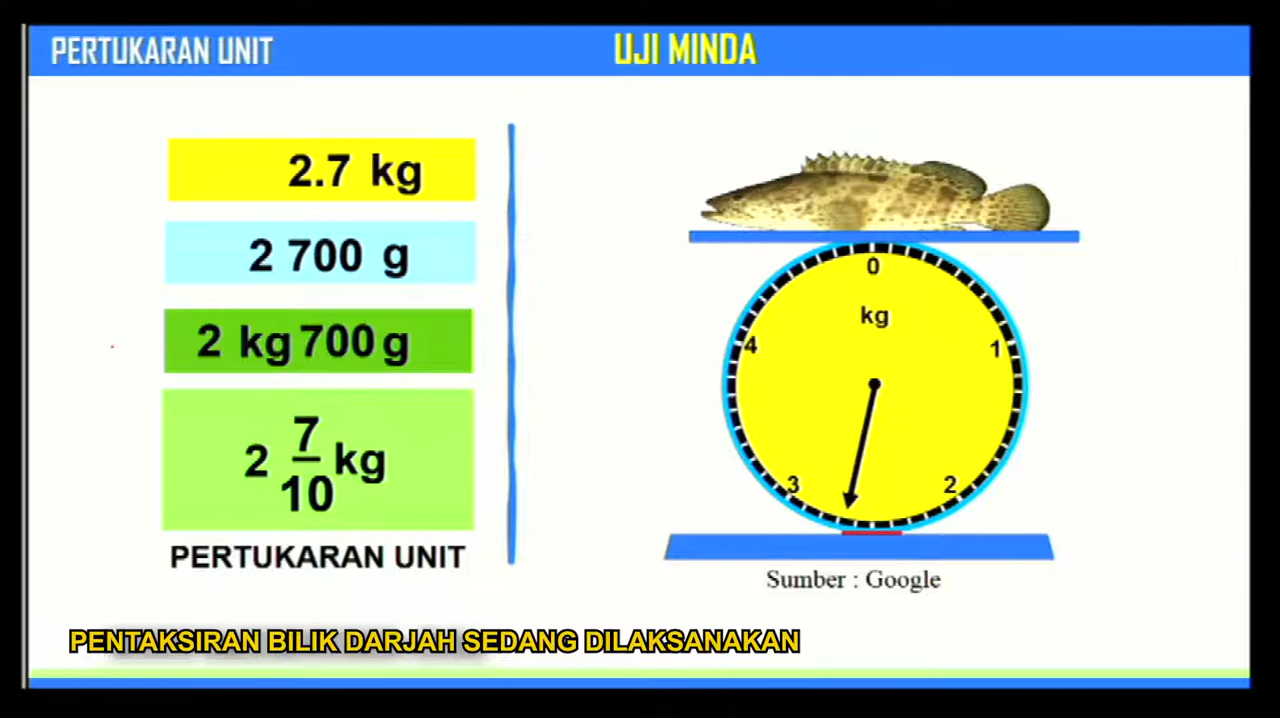 PERTUKARAN UNIT
UJI MINDA
2.7 kg
2 700 g
2 kg 700 g
2 7/10 kg
PERTUKARAN UNIT
0
kg
4
1
3
2
Sumber : Google
PENTAKSIRAN BILIK DARJAH SEDANG DILAKSANAKAN